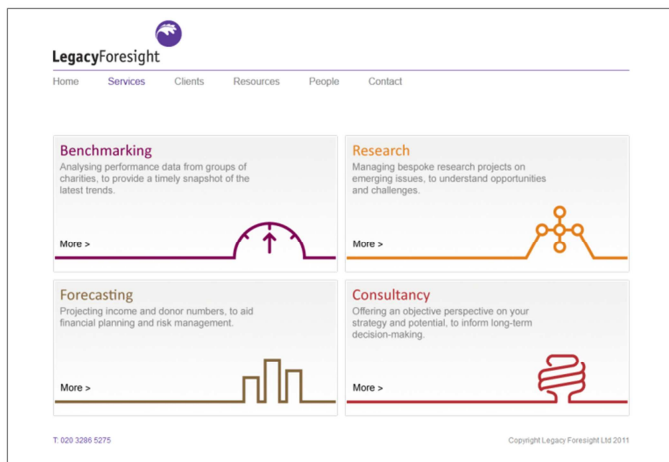 LegacyForesight
Home Services Clients Resources People Contact
Benchmarking
Analysing performance data from groups of
charities, to provide a timely snapshot of the
latest trends.
More >
Research
Managing bespoke research projects on
emerging issues, to understand opportunities
and challenges.
More >
Forecasting
Projecting income and donor numbers, to aid
financial planning and risk management.
More >
Consultancy
Offering an objective perspective on your
strategy and potential, to inform long-term
decision-making.
More >
T: 020 3286 5275
Copyright Legacy Foresight Ltd 2011